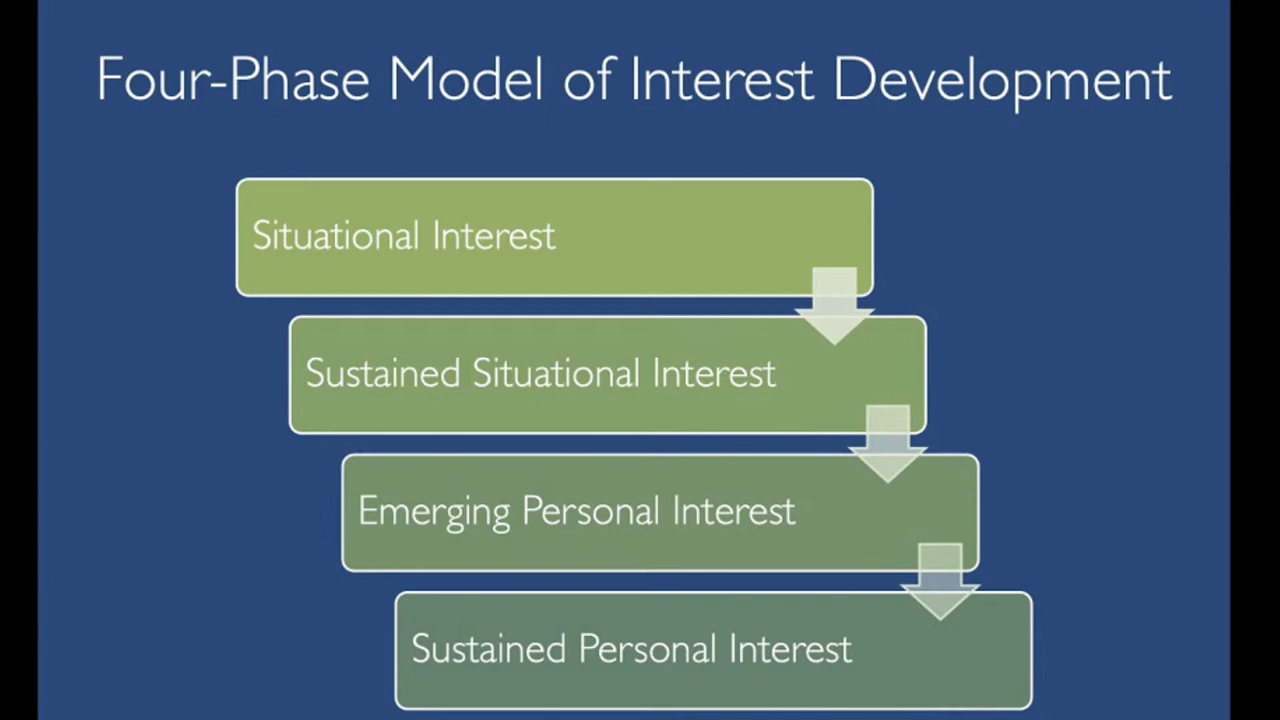 Four-Phase Model of Interest Development
Situational Interest
Sustained Situational Interest
Emerging Personal Interest
Sustained Personal Interest